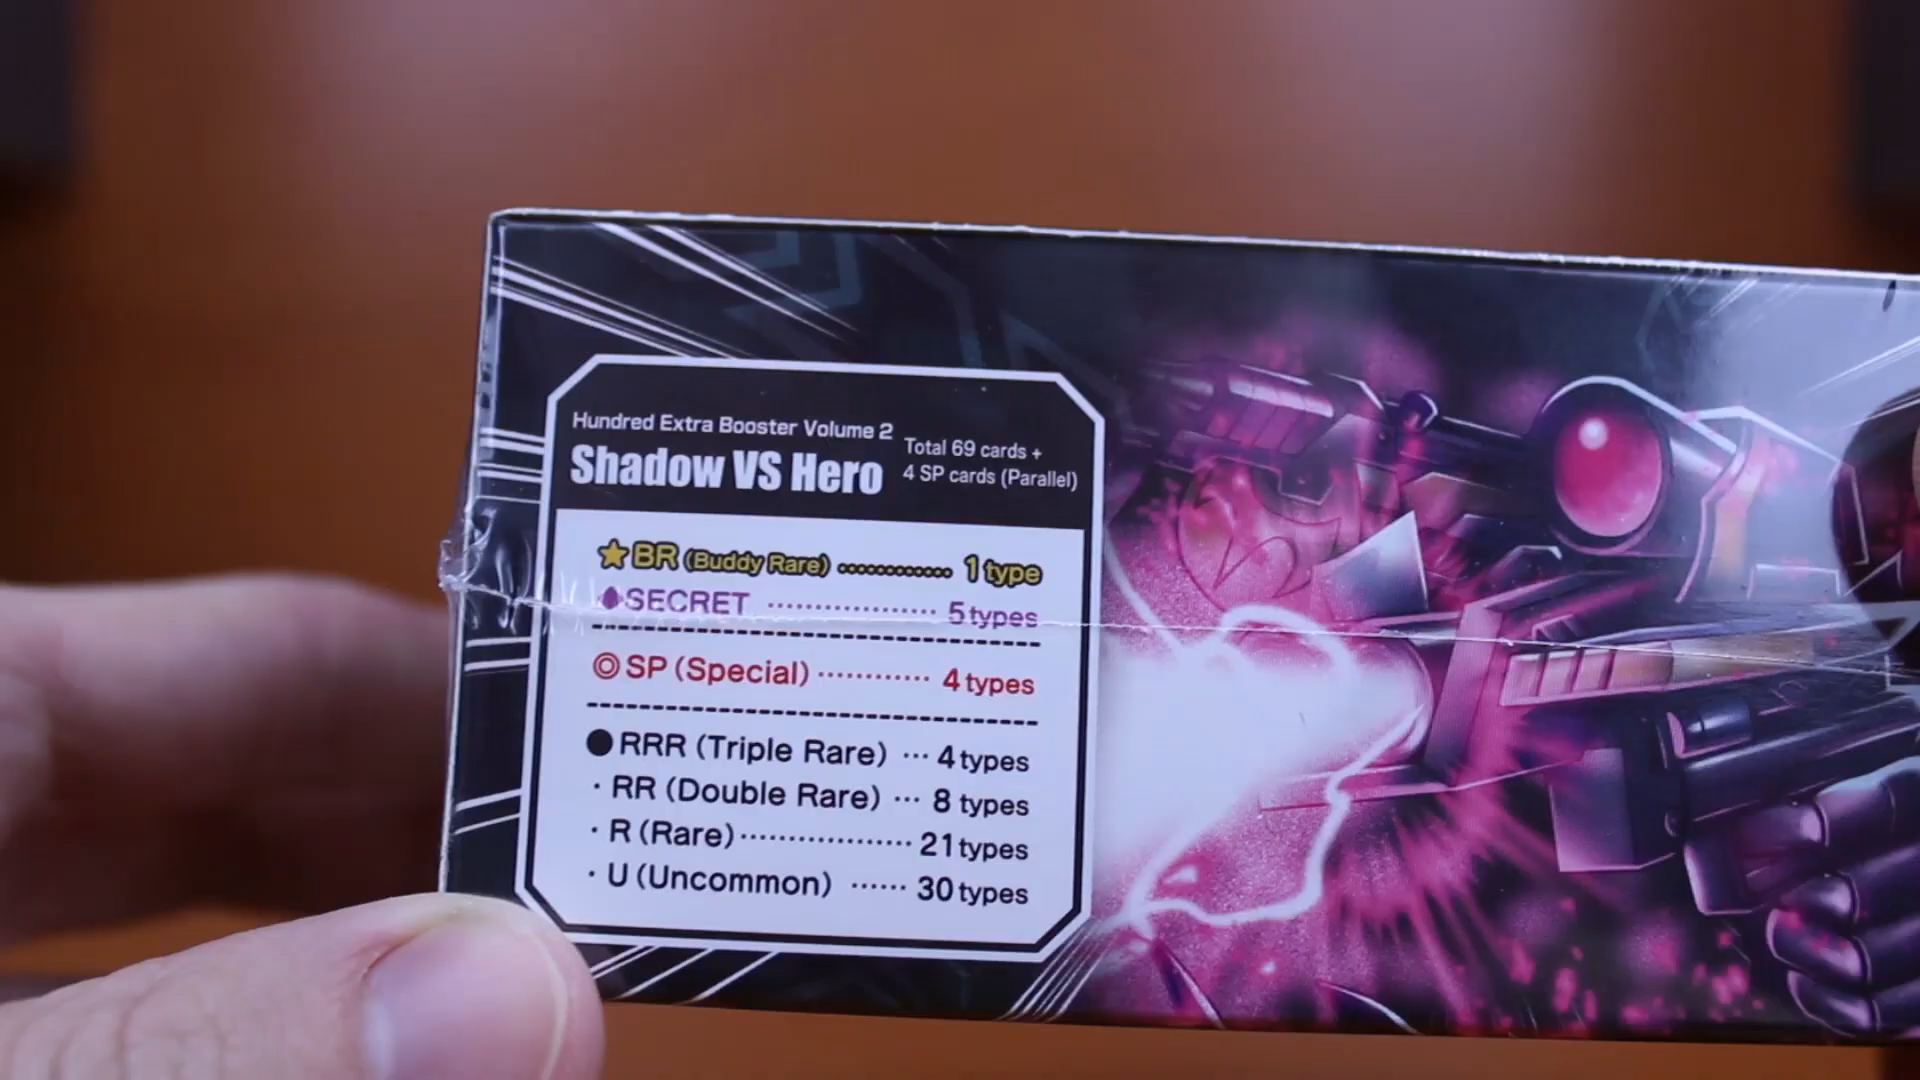 Hundred Extra Booster Volume 2
Shadow VS Hero
Total 69 cards +
4 SP cards (Parallel)
★BR (Buddy Rare) ············ 1 type
SECRET ·················· 5 types
◎ SP (Special) ············ 4 types
●RRR (Triple Rare) ··· 4 types
・RR (Double Rare) ··· 8 types
・R (Rare)·················· 21 types
・U (Uncommon) ······ 30 types